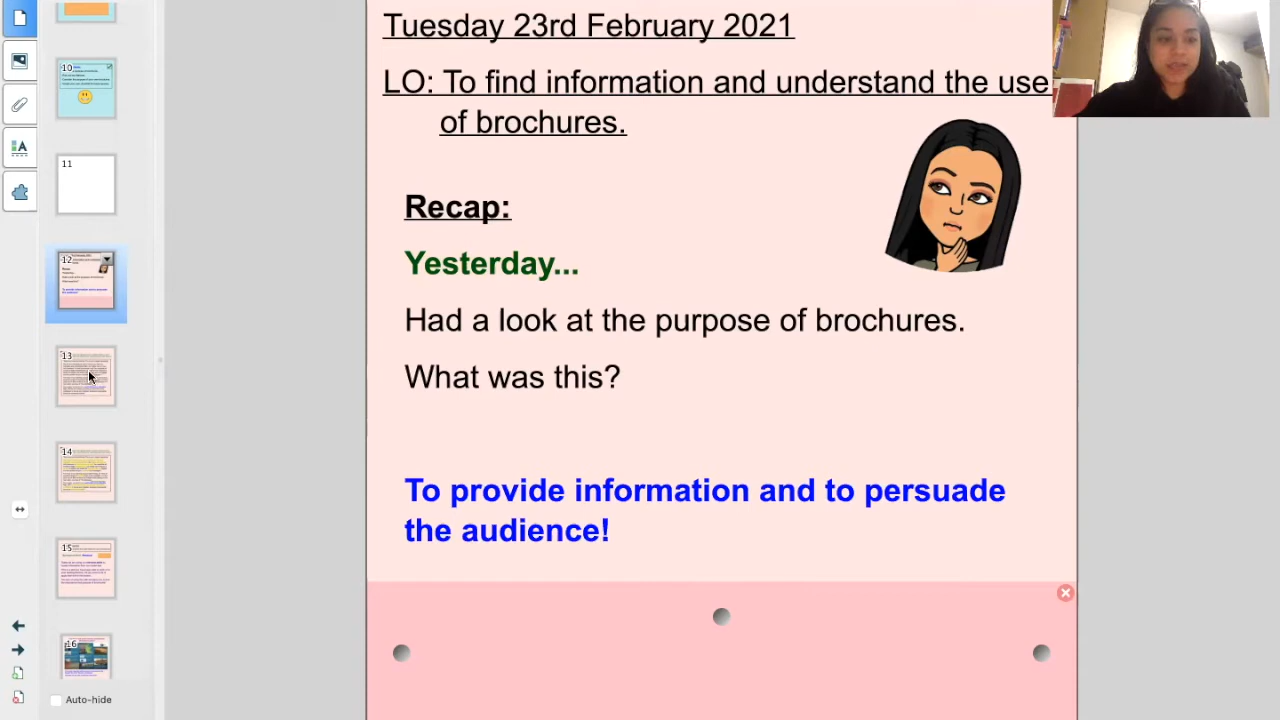 Tuesday 23rd February 2021
LO: To find information and understand the use
of brochures.
Recap:
Yesterday...
Had a look at the purpose of brochures.
What was this?
To provide information and to persuade
the audience!
10
11
12
13
14
15
16
Auto-hide